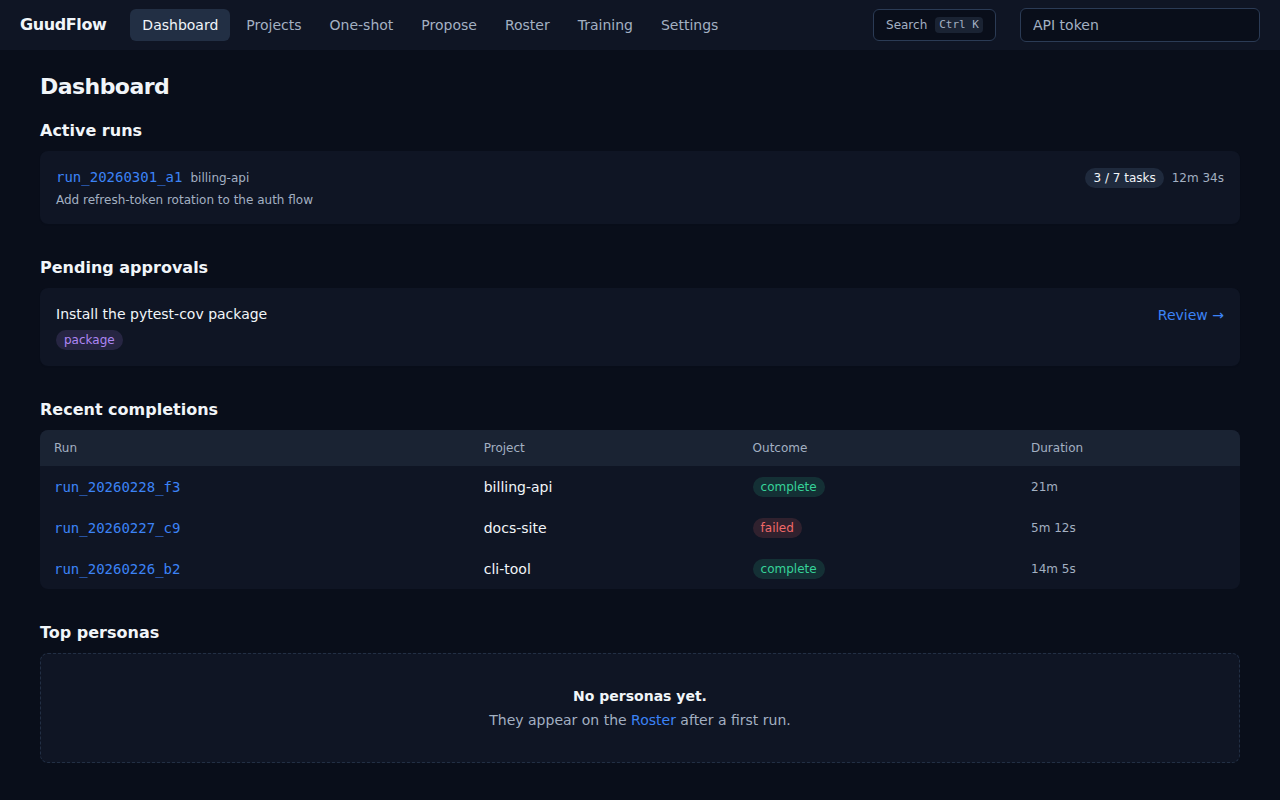 GuudFlow Dashboard Projects One-shot Propose Roster Training Settings Search Ctrl K API token
Dashboard
Active runs
run_20260301_a1 billing-api 3 / 7 tasks 12m 34s
Add refresh-token rotation to the auth flow
Pending approvals
Install the pytest-cov package Review →
package
Recent completions
Run Project Outcome Duration
run_20260228_f3 billing-api complete 21m
run_20260227_c9 docs-site failed 5m 12s
run_20260226_b2 cli-tool complete 14m 5s
Top personas
No personas yet.
They appear on the Roster after a first run.